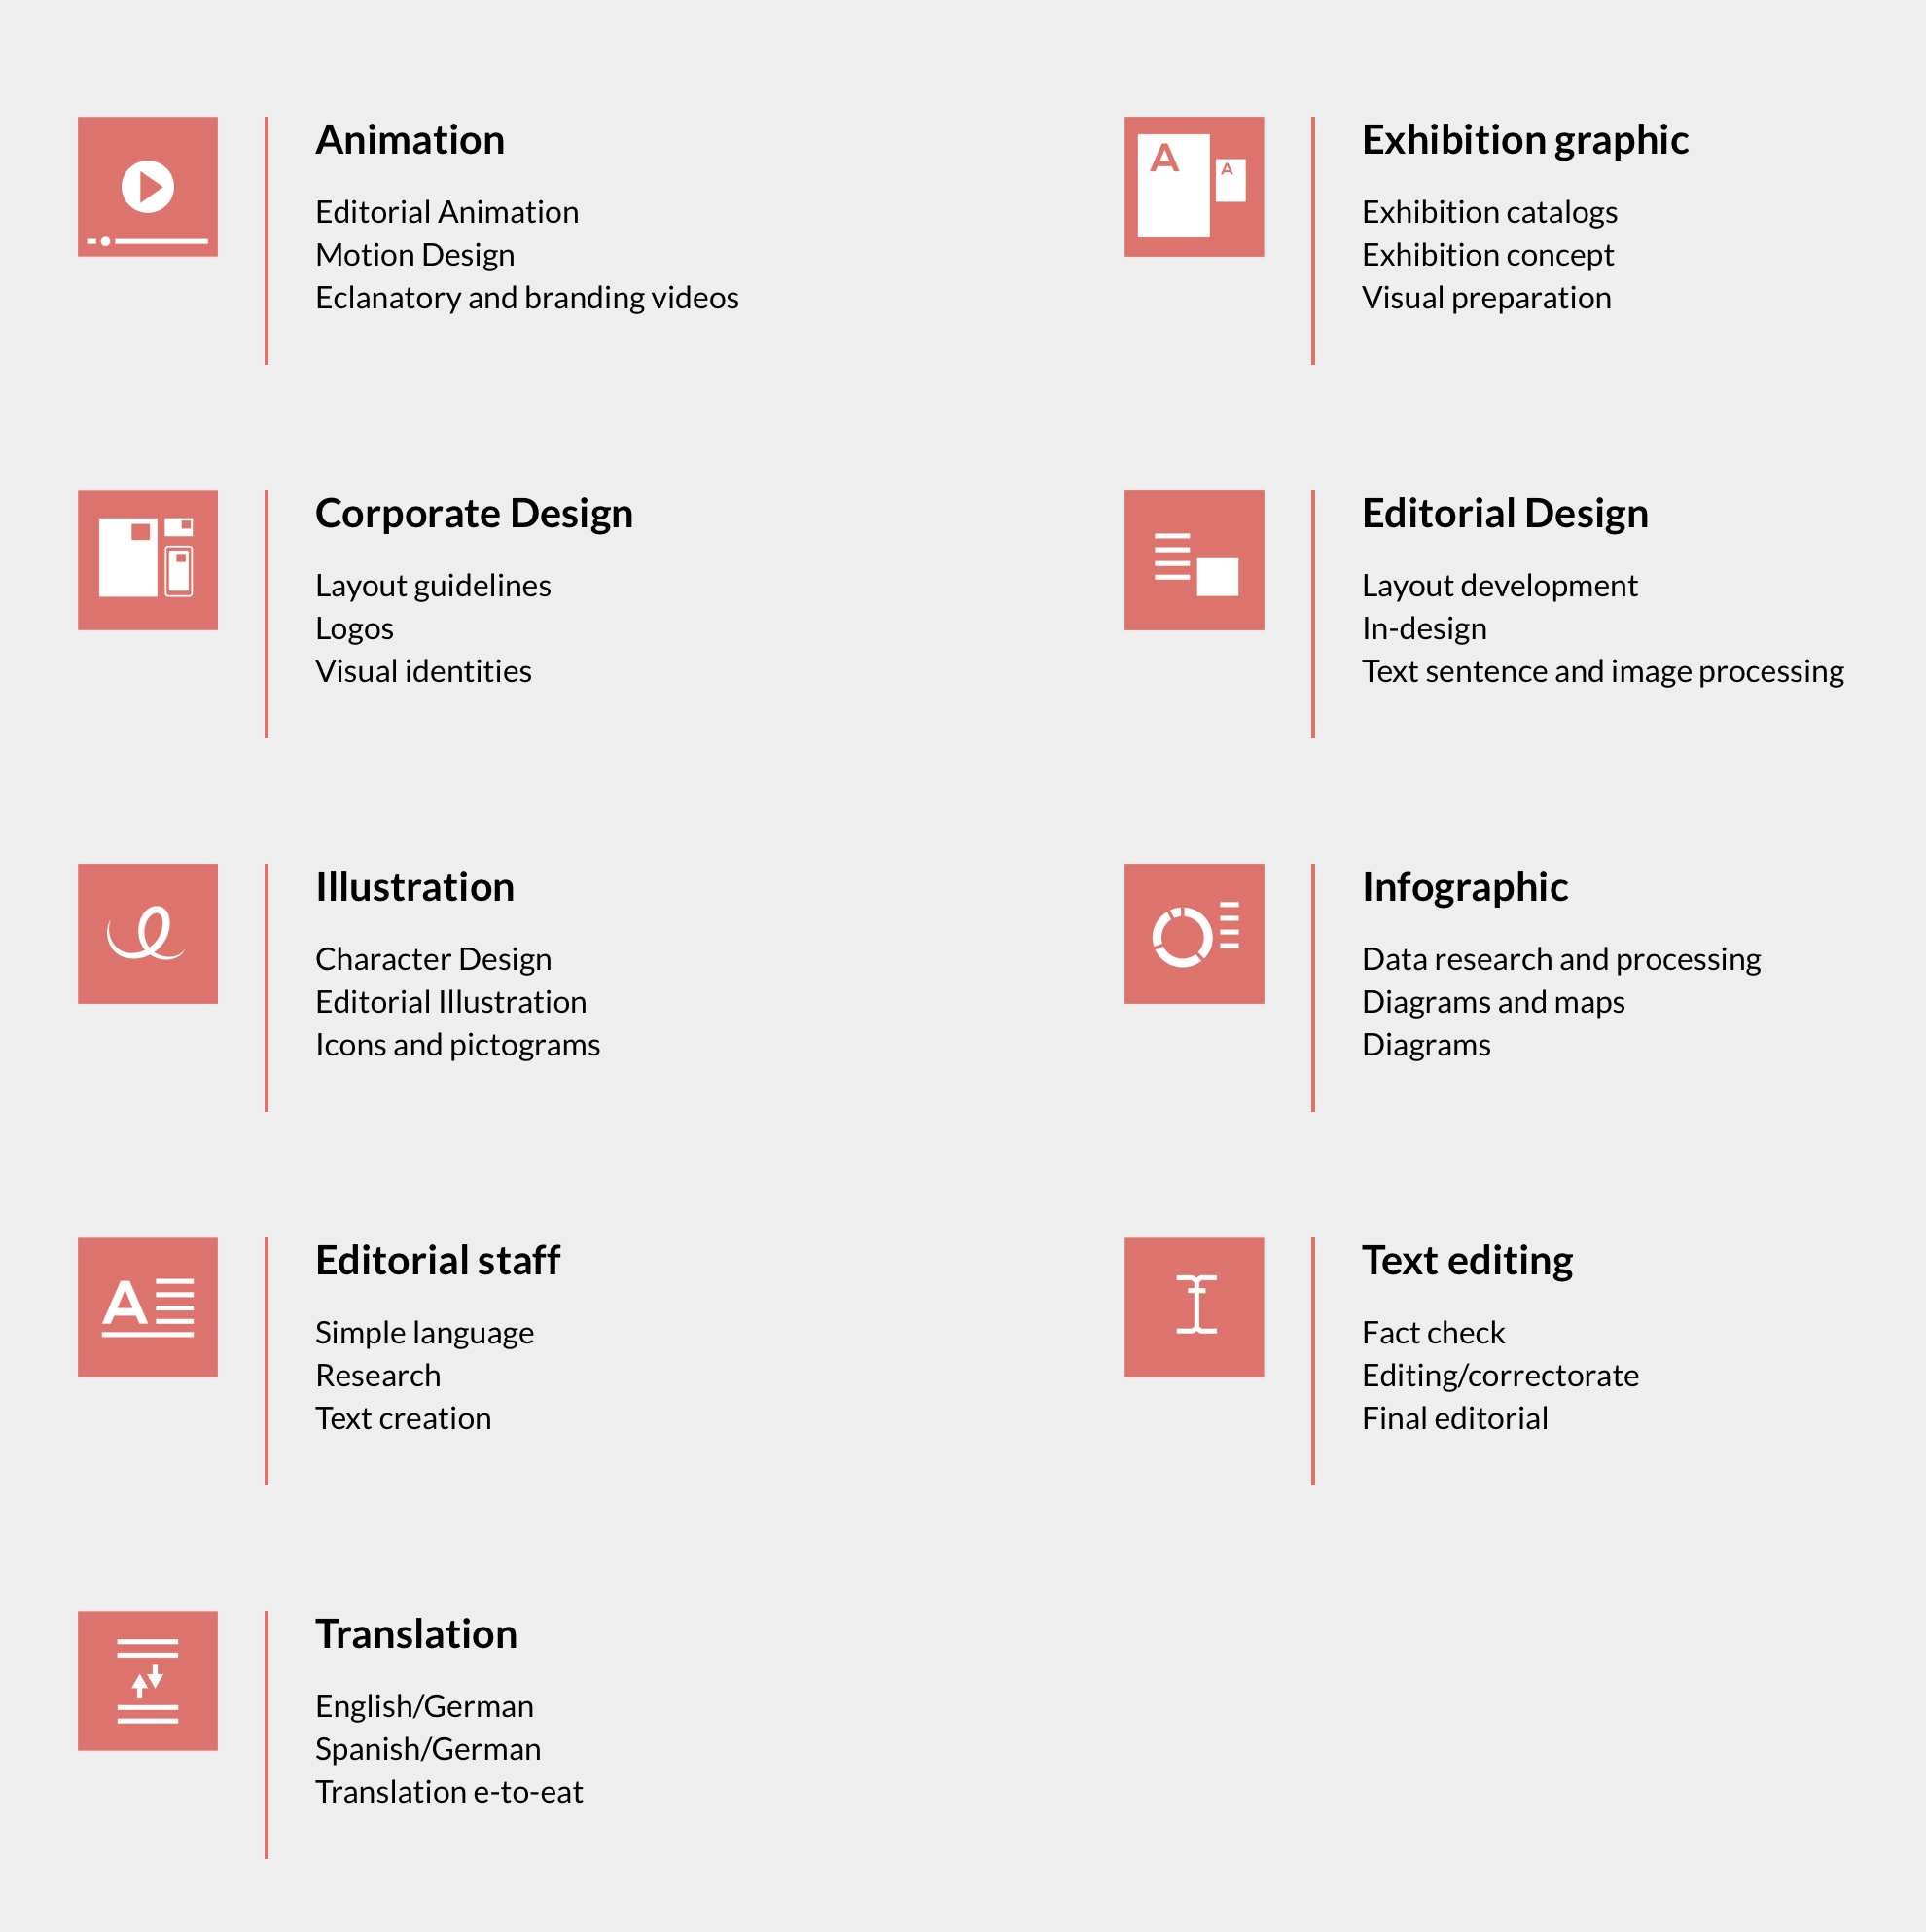 Animation
Editorial Animation
Motion Design
Eclanatory and branding videos
A
A
Exhibition graphic
Exhibition catalogs
Exhibition concept
Visual preparation
Corporate Design
Layout guidelines
Logos
Visual identities
Editorial Design
Layout development
In-design
Text sentence and image processing
Illustration
Character Design
Editorial Illustration
Icons and pictograms
Infographic
Data research and processing
Diagrams and maps
Diagrams
A
Editorial staff
Simple language
Research
Text creation
Text editing
Fact check
Editing/correctorate
Final editorial
Translation
English/German
Spanish/German
Translation e-to-eat